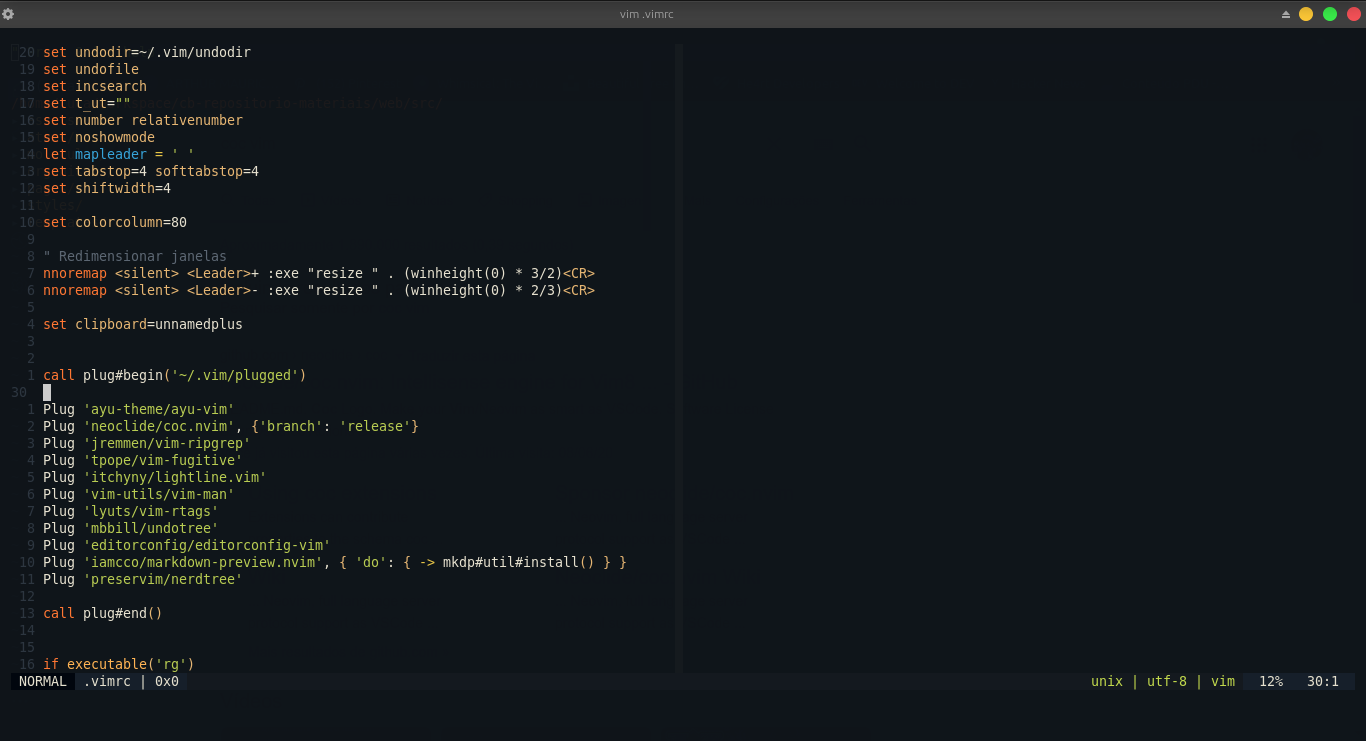 vim .vimrc
20 set undodir=~/.vim/undodir
19 set undofile
18 set incsearch
17 set t_ut=""
16 set number relativenumber
15 set noshowmode
14 let mapleader = ' '
13 set tabstop=4 softtabstop=4
12 set shiftwidth=4
11
10 set colorcolumn=80
9
8 " Redimensionar janelas
7 nnoremap <silent> <Leader>+ :exe "resize " . (winheight(0) * 3/2)<CR>
6 nnoremap <silent> <Leader>- :exe "resize " . (winheight(0) * 2/3)<CR>
5
4 set clipboard=unnamedplus
3
2
1 call plug#begin('~/.vim/plugged')
30
1 Plug 'ayu-theme/ayu-vim'
2 Plug 'neoclide/coc.nvim', {'branch': 'release'}
3 Plug 'jremmen/vim-ripgrep'
4 Plug 'tpope/vim-fugitive'
5 Plug 'itchyny/lightline.vim'
6 Plug 'vim-utils/vim-man'
7 Plug 'lyuts/vim-rtags'
8 Plug 'mbbill/undotree'
9 Plug 'editorconfig/editorconfig-vim'
10 Plug 'iamcco/markdown-preview.nvim', { 'do': { -> mkdp#util#install() } }
11 Plug 'preservim/nerdtree'
12
13 call plug#end()
14
15
16 if executable('rg')
NORMAL .vimrc | 0x0 unix | utf-8 | vim 12% 30:1